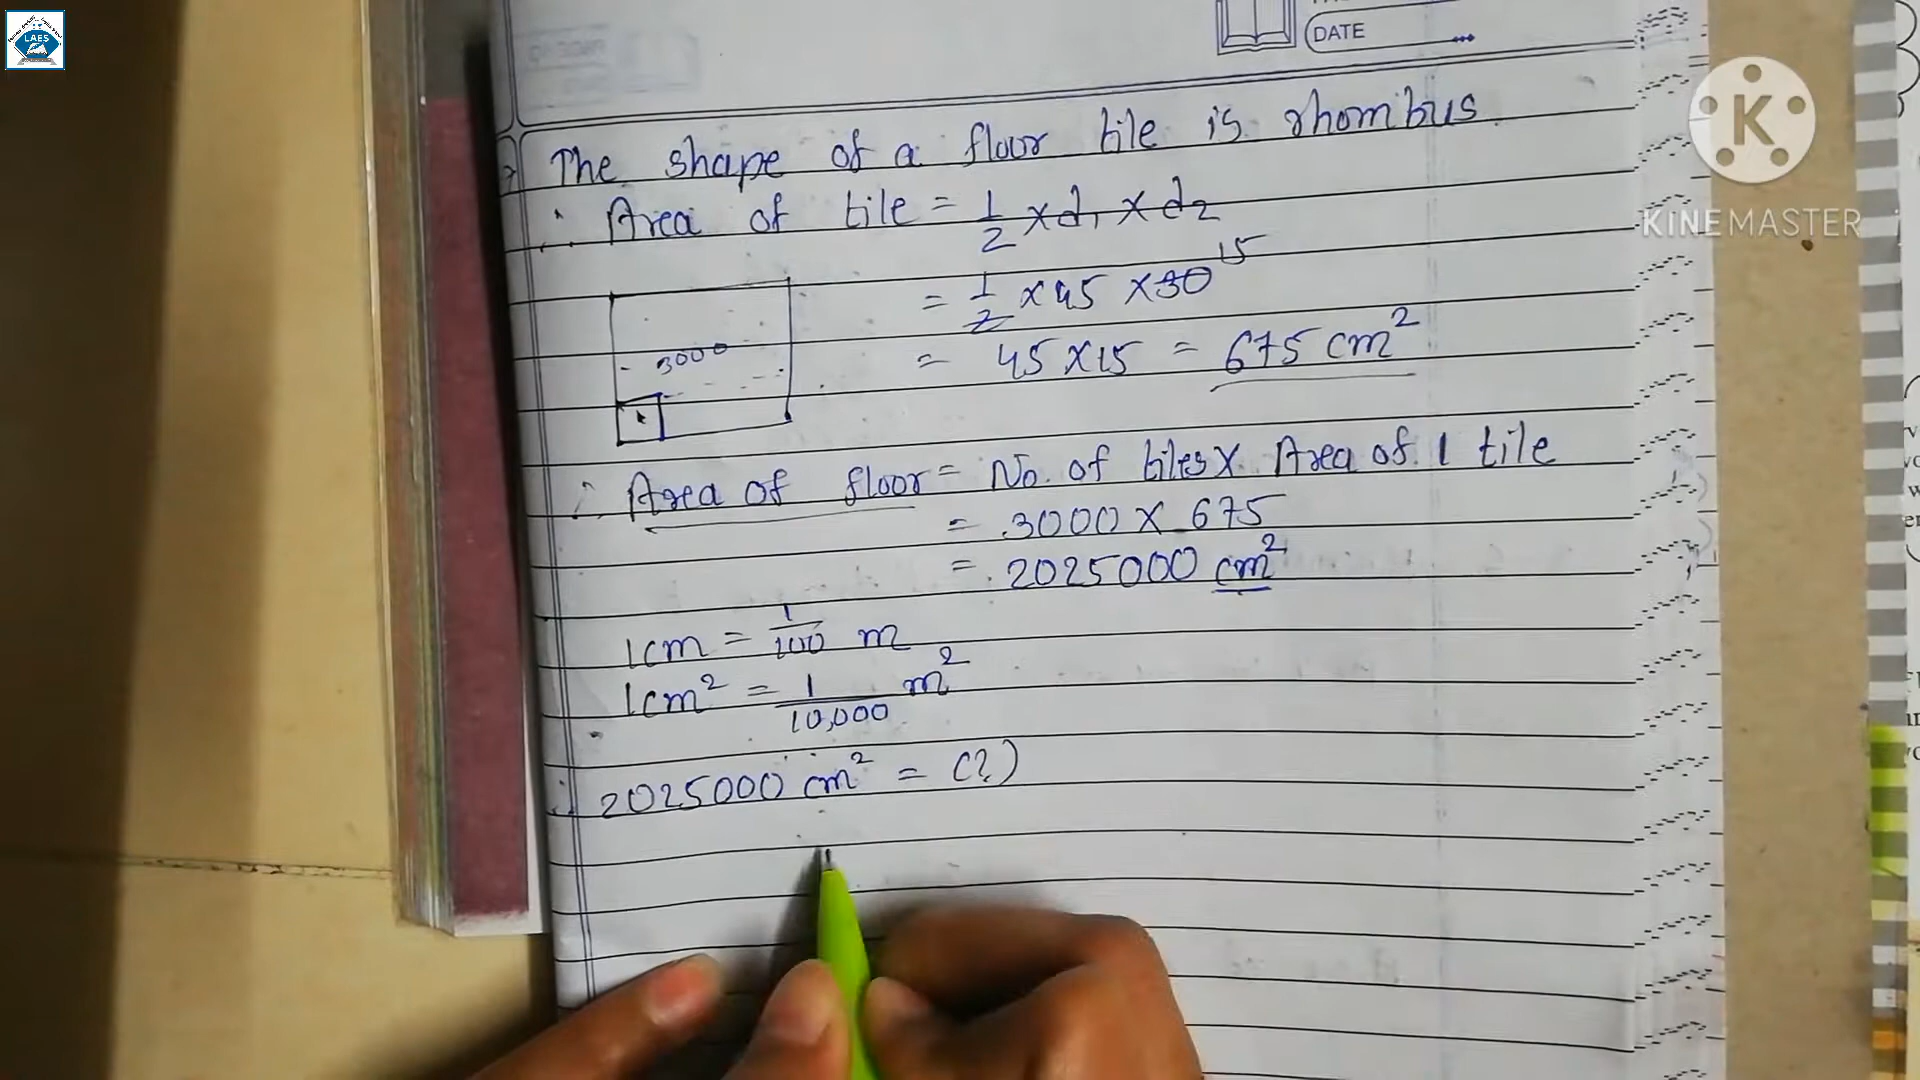 LAES
DATE
K
KINEMASTER
The shape of a floor tile is rhombus.
∴ Area of tile = 1/2 x d1 x d2
= 1/2 x 45 x 30 15
= 45 x 15 = 675 cm²
3000
∴ Area of floor = No. of tiles x Area of 1 tile
= 3000 x 675
= 2025000 cm²
1cm = 1/100 m
1cm² = 1/10,000 m²
∴ 2025000 cm² = (?)